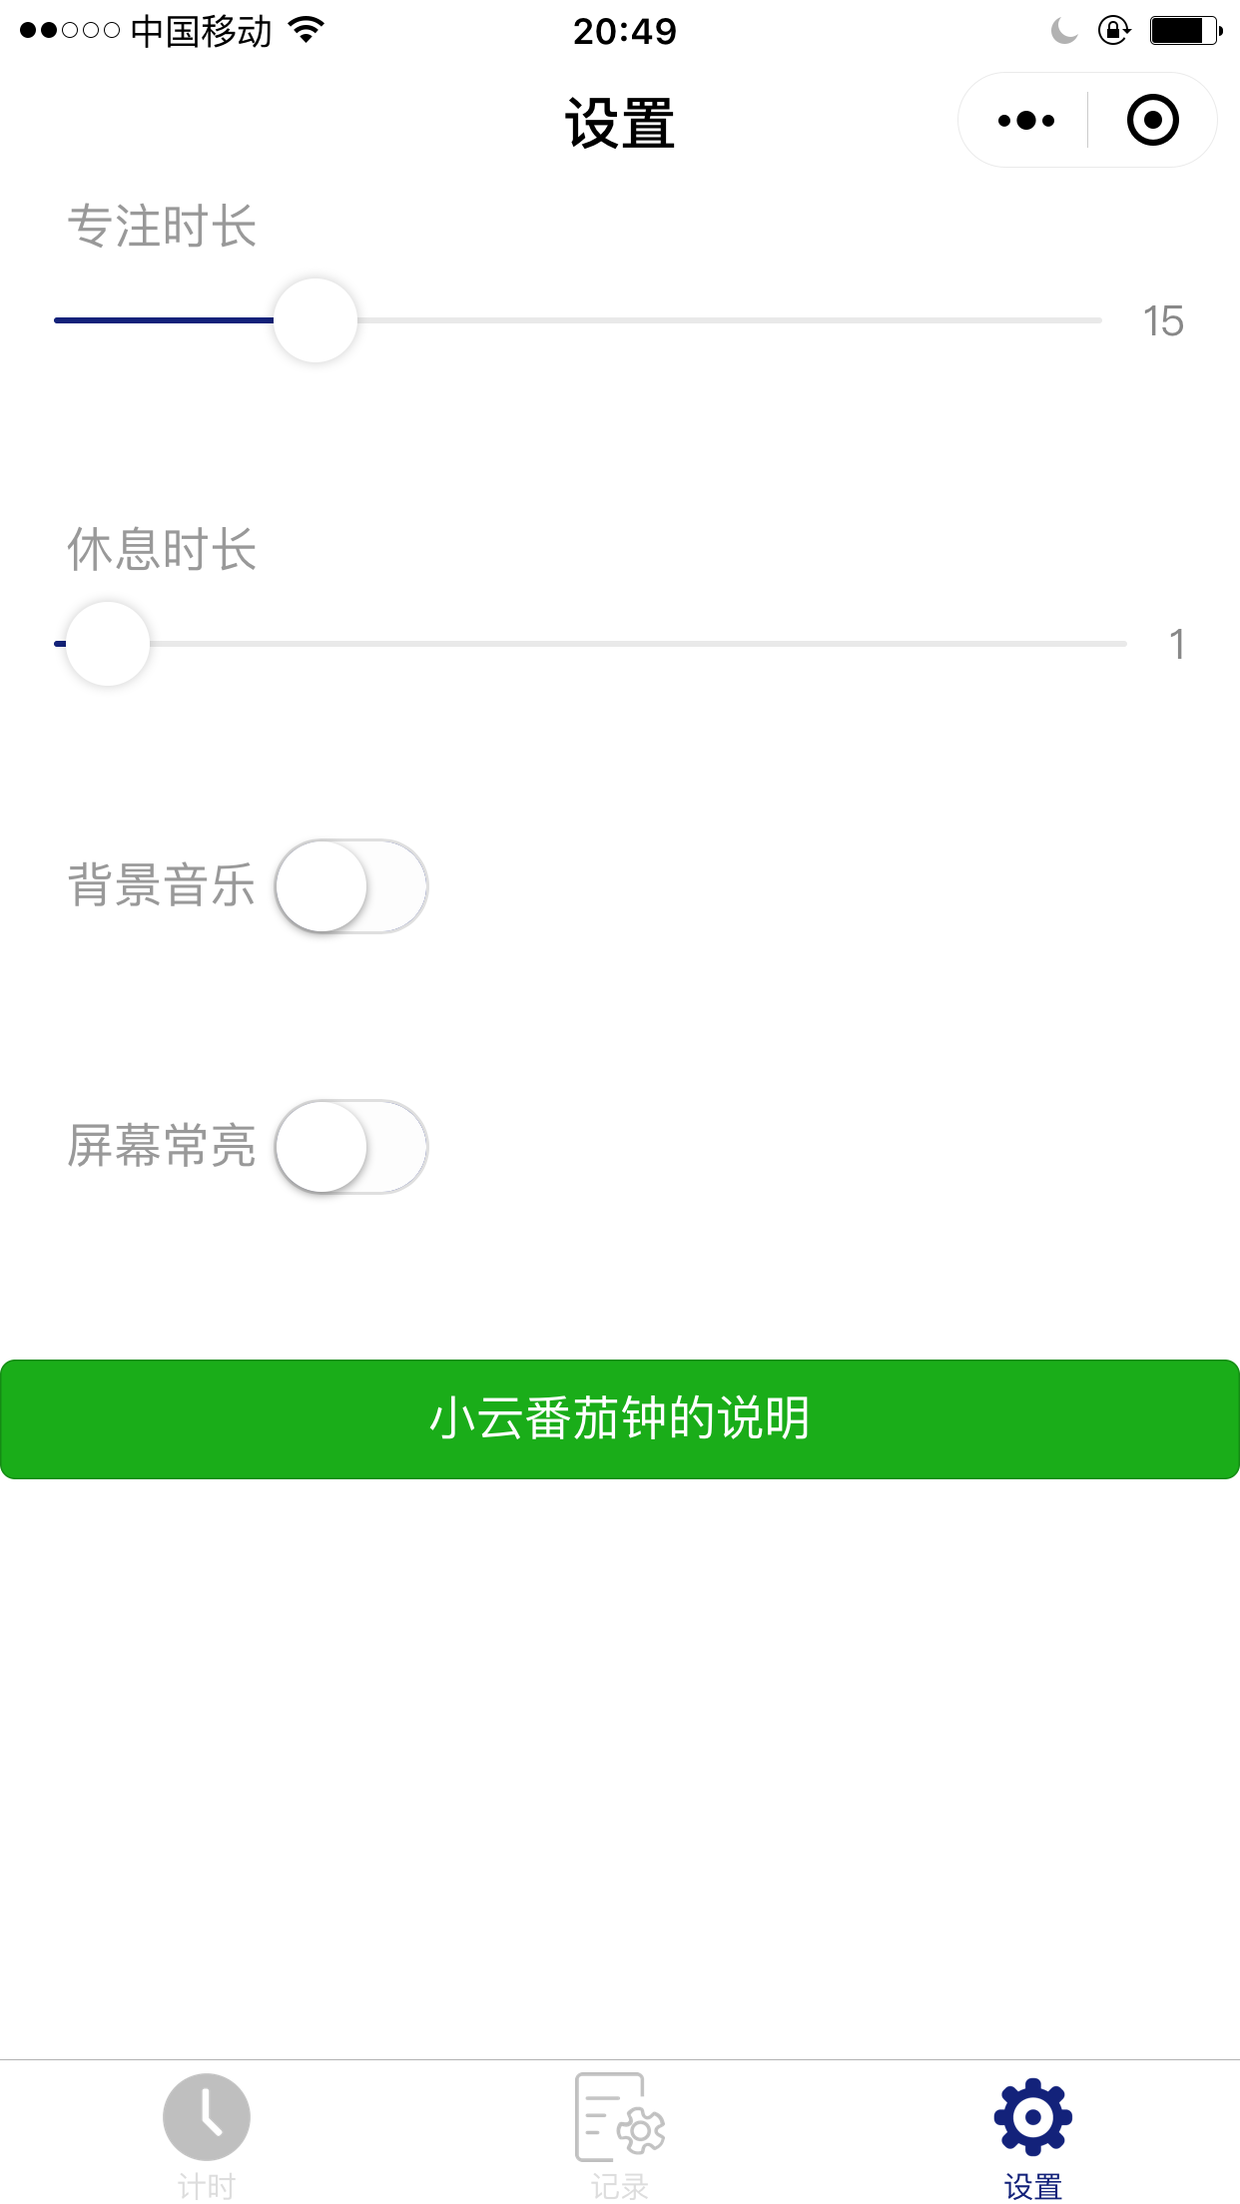 中国移动
20:49
设置
专注时长
15
休息时长
1
背景音乐
屏幕常亮
小云番茄钟的说明
计时
记录
设置